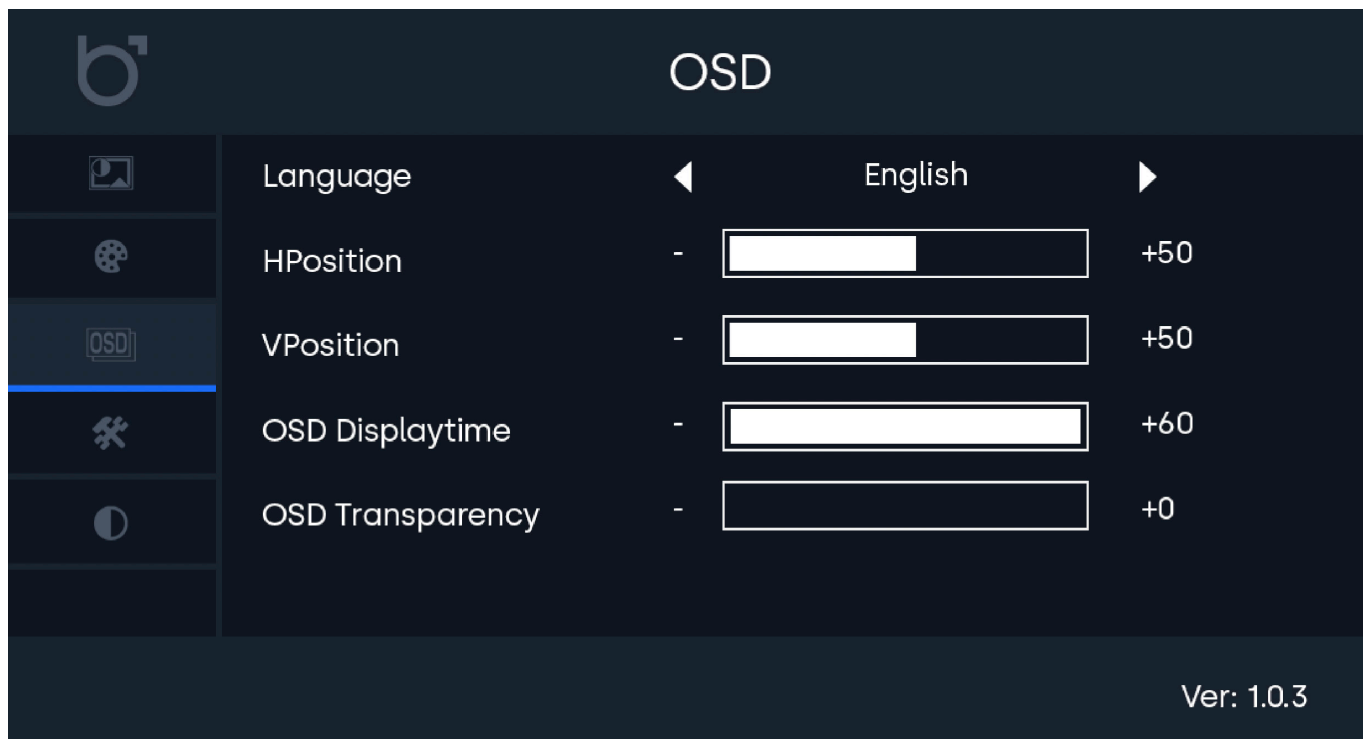 OSD
Language English
HPosition - +50
VPosition - +50
OSD
OSD Displaytime - +60
OSD Transparency - +0
Ver: 1.0.3